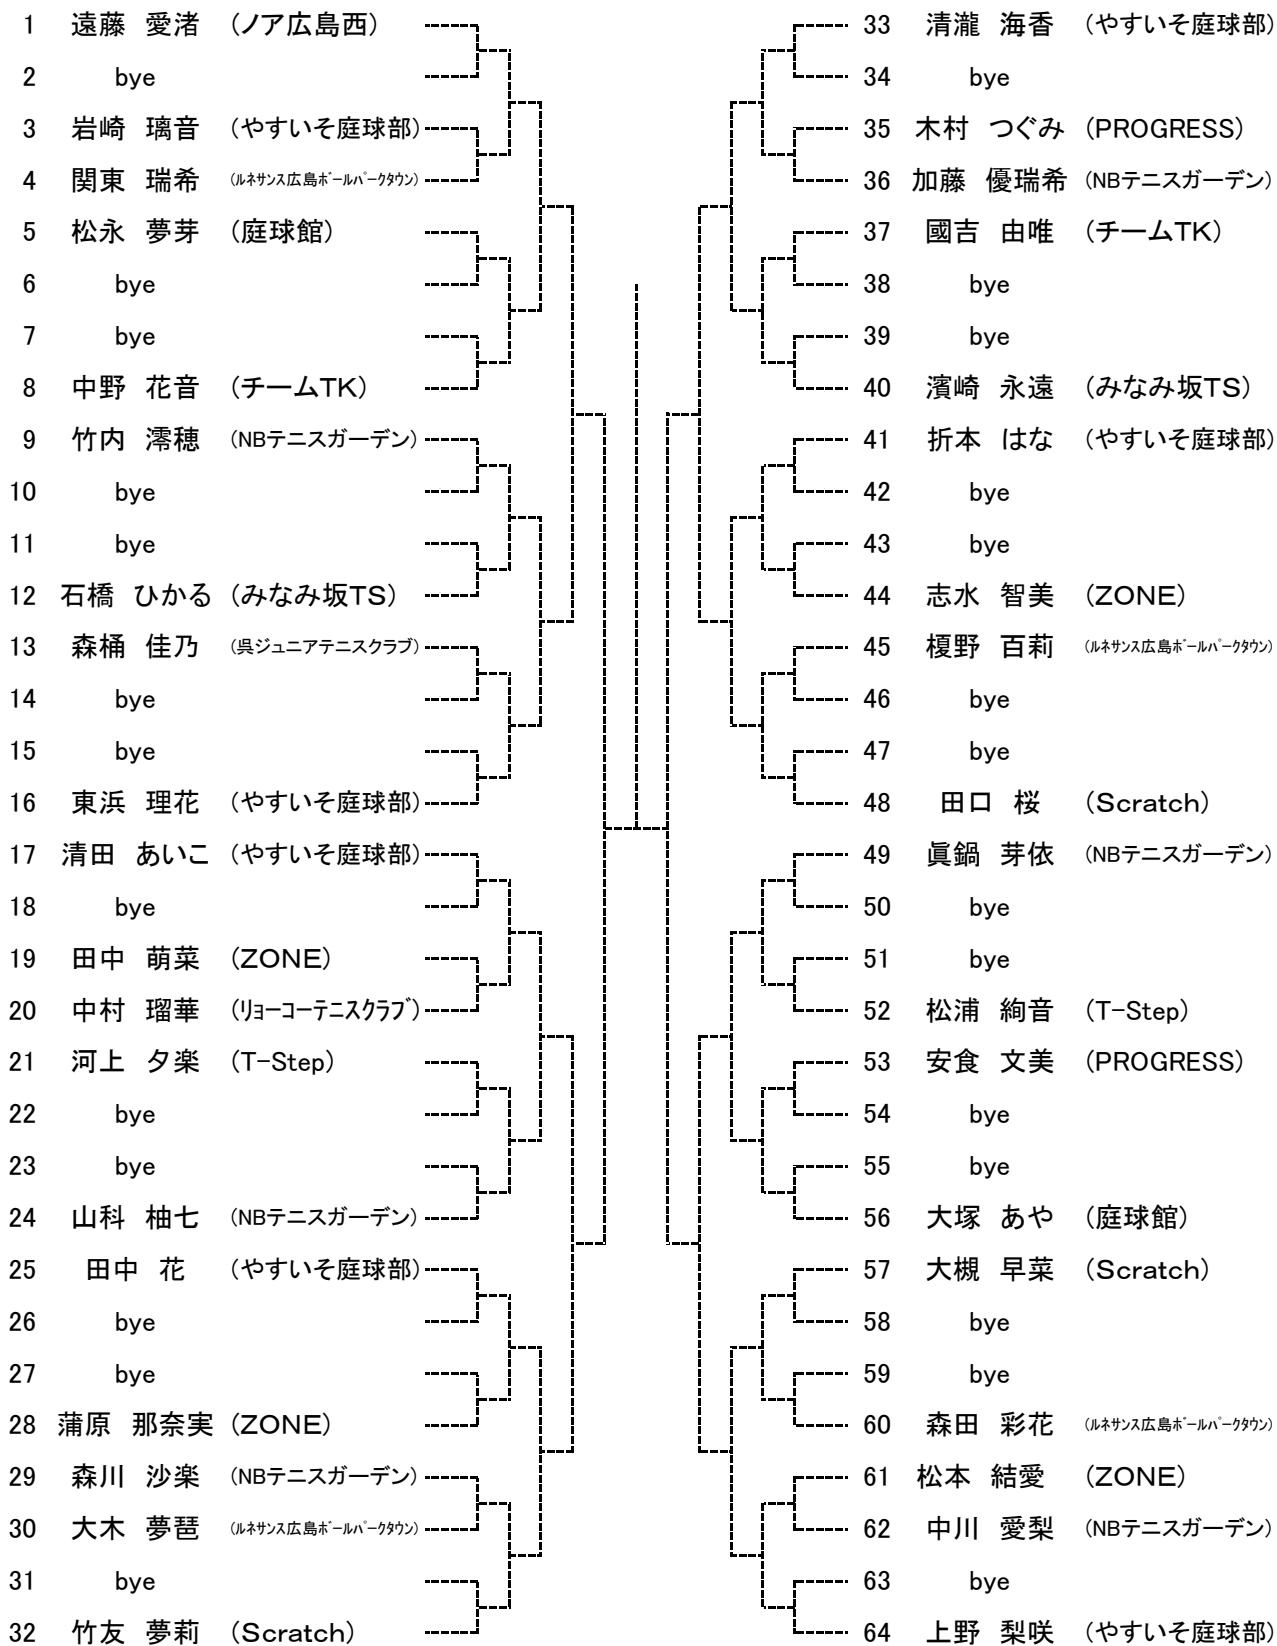 1 遠藤 愛渚 (ノア広島西)
2 bye
3 岩崎 璃音 (やすいそ庭球部)
4 関東 瑞希 (ﾙﾈｻﾝｽ広島ﾎﾞｰﾙﾊﾟｰｸﾀｳﾝ)
5 松永 夢芽 (庭球館)
6 bye
7 bye
8 中野 花音 (チームTK)
9 竹内 澪穂 (NBテニスガーデン)
10 bye
11 bye
12 石橋 ひかる (みなみ坂TS)
13 森桶 佳乃 (呉ジュニアテニスクラブ)
14 bye
15 bye
16 東浜 理花 (やすいそ庭球部)
17 清田 あいこ (やすいそ庭球部)
18 bye
19 田中 萌菜 (ZONE)
20 中村 瑠華 (ﾘｮｰｺｰﾃﾆｽｸﾗﾌﾞ)
21 河上 夕楽 (T-Step)
22 bye
23 bye
24 山科 柚七 (NBテニスガーデン)
25 田中 花 (やすいそ庭球部)
26 bye
27 bye
28 蒲原 那奈実 (ZONE)
29 森川 沙楽 (NBテニスガーデン)
30 大木 夢琶 (ﾙﾈｻﾝｽ広島ﾎﾞｰﾙﾊﾟｰｸﾀｳﾝ)
31 bye
32 竹友 夢莉 (Scratch)
33 清瀧 海香 (やすいそ庭球部)
34 bye
35 木村 つぐみ (PROGRESS)
36 加藤 優瑞希 (NBテニスガーデン)
37 國吉 由唯 (チームTK)
38 bye
39 bye
40 濱崎 永遠 (みなみ坂TS)
41 折本 はな (やすいそ庭球部)
42 bye
43 bye
44 志水 智美 (ZONE)
45 榎野 百莉 (ﾙﾈｻﾝｽ広島ﾎﾞｰﾙﾊﾟｰｸﾀｳﾝ)
46 bye
47 bye
48 田口 桜 (Scratch)
49 眞鍋 芽依 (NBテニスガーデン)
50 bye
51 bye
52 松浦 絢音 (T-Step)
53 安食 文美 (PROGRESS)
54 bye
55 bye
56 大塚 あや (庭球館)
57 大槻 早菜 (Scratch)
58 bye
59 bye
60 森田 彩花 (ﾙﾈｻﾝｽ広島ﾎﾞｰﾙﾊﾟｰｸﾀｳﾝ)
61 松本 結愛 (ZONE)
62 中川 愛梨 (NBテニスガーデン)
63 bye
64 上野 梨咲 (やすいそ庭球部)